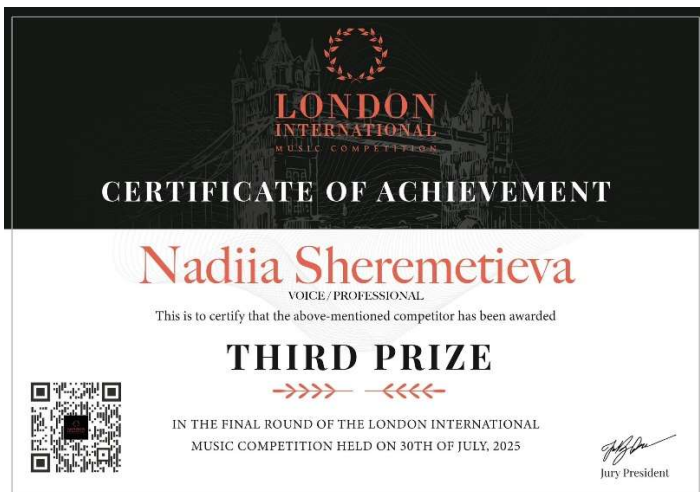 LONDON
INTERNATIONAL
MUSIC COMPETITION
CERTIFICATE OF ACHIEVEMENT
Nadiia Sheremetieva
VOICE / PROFESSIONAL
This is to certify that the above-mentioned competitor has been awarded
THIRD PRIZE
IN THE FINAL ROUND OF THE LONDON INTERNATIONAL
MUSIC COMPETITION HELD ON 30TH OF JULY, 2025
Jury President